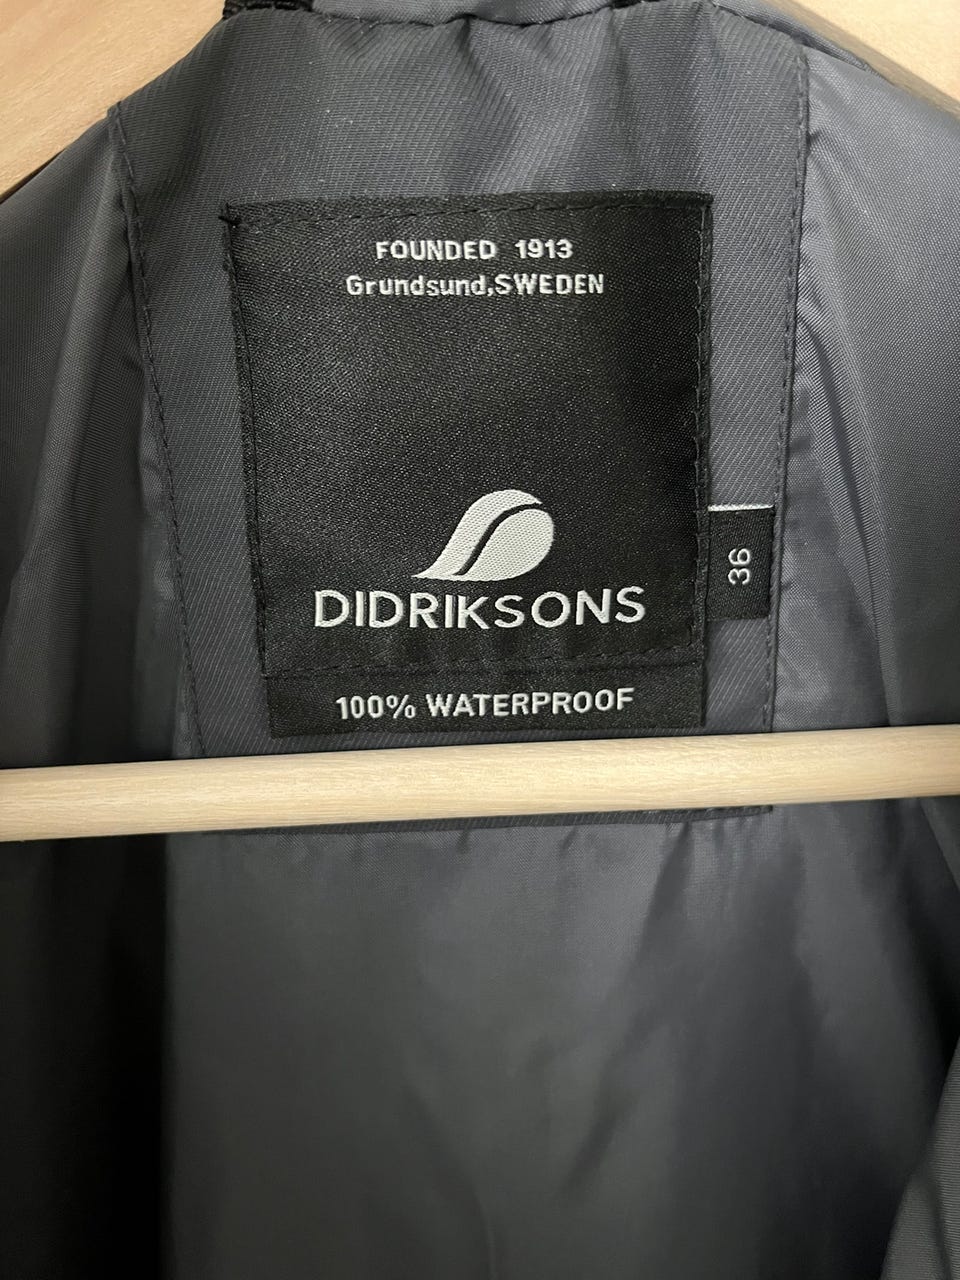 FOUNDED 1913
Grundsund,SWEDEN
DIDRIKSONS
100% WATERPROOF
36